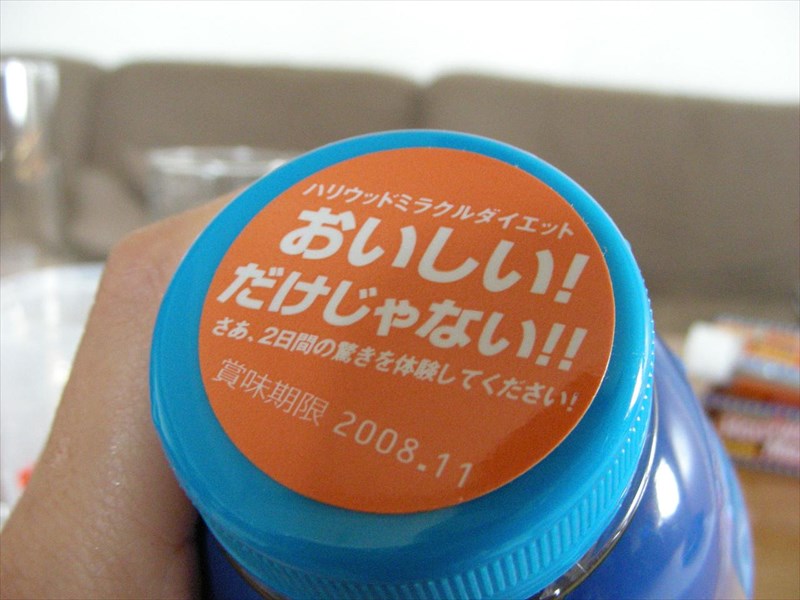 ハリウッドミラクルダイエット
おいしい!
だけじゃない!!
さあ、2日間の驚きを体験してください!
賞味期限 2008.11